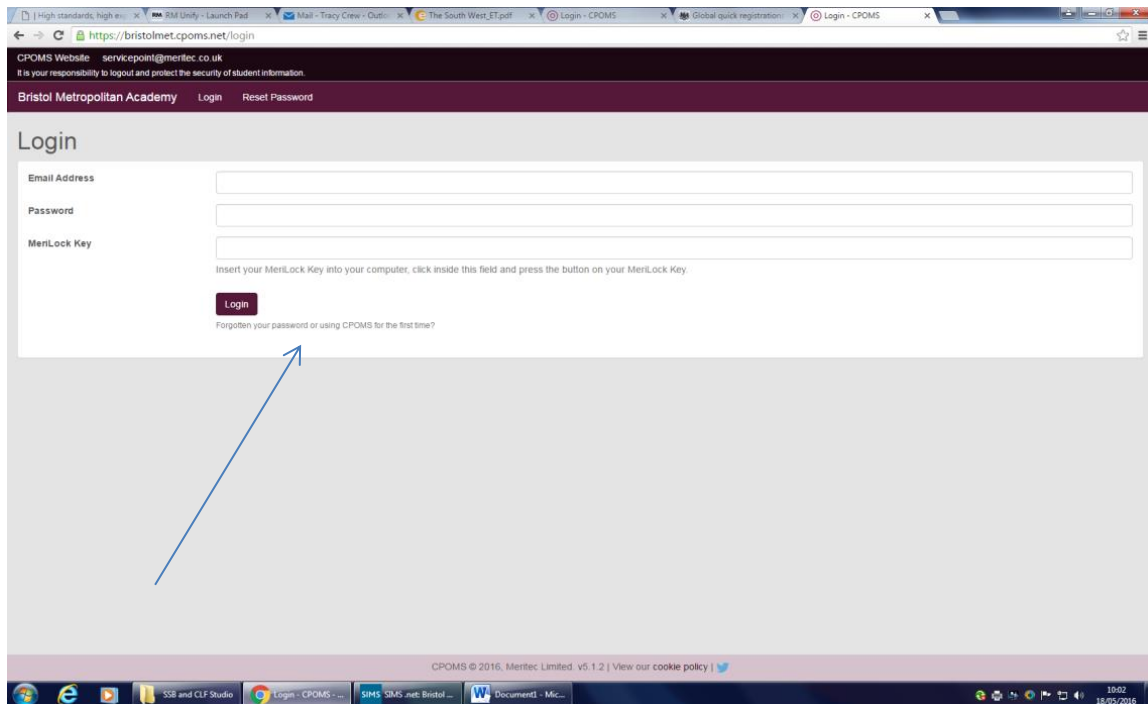 | High standards, high ex
RM RM Unify - Launch Pad
Mail - Tracy Crew - Outl
The South West_ET.pdf
Login - CPOMS
Global quick registration
Login - CPOMS
https://bristolmet.cpoms.net/login
CPOMS Website servicepoint@meritec.co.uk
It is your responsibility to logout and protect the security of student information.
Bristol Metropolitan Academy Login Reset Password
Login
Email Address
Password
MeriLock Key
Insert your MeriLock Key into your computer, click inside this field and press the button on your MeriLock Key.
Login
Forgotten your password or using CPOMS for the first time?
CPOMS © 2016, Meritec Limited. v5.1.2 | View our cookie policy |
SSB and CLF Studio
Login - CPOMS - ...
SIMS SIMS .net: Bristol ...
W Document1 - Mic...
10:02
18/05/2016